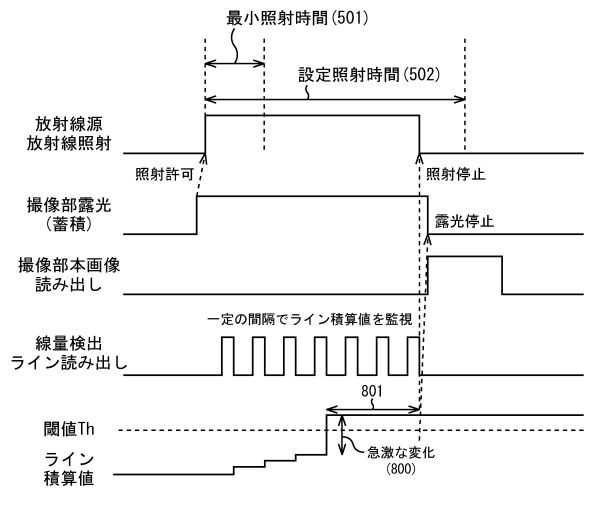 最小照射時間(501)
設定照射時間(502)
放射線源
放射線照射
照射許可
照射停止
撮像部露光
(蓄積)
露光停止
撮像部本画像
読み出し
一定の間隔でライン積算値を監視
線量検出
ライン読み出し
801
閾値Th
急激な変化
(800)
ライン
積算値